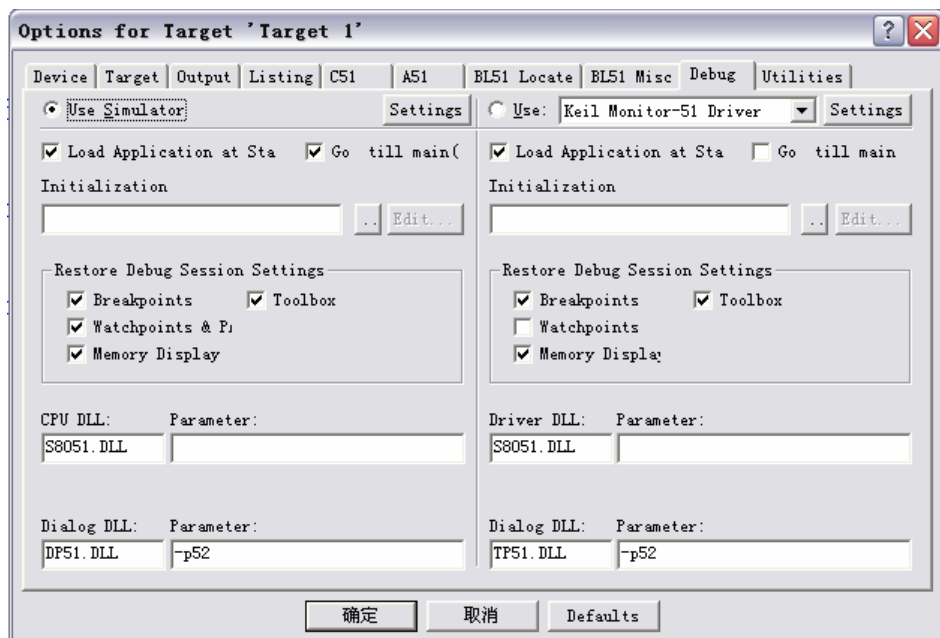 Options for Target 'Target 1'
Device Target Output Listing C51 A51 BL51 Locate BL51 Misc Debug Utilities
Use Simulator Settings Use: Keil Monitor-51 Driver Settings
Load Application at Sta Go till main( Load Application at Sta Go till main
Initialization Initialization
.. Edit... .. Edit...
Restore Debug Session Settings Restore Debug Session Settings
Breakpoints Toolbox Breakpoints Toolbox
Watchpoints & Pa Watchpoints
Memory Display Memory Display
CPU DLL: Parameter: Driver DLL: Parameter:
S8051.DLL S8051.DLL
Dialog DLL: Parameter: Dialog DLL: Parameter:
DP51.DLL -p52 TP51.DLL -p52
确定 取消 Defaults